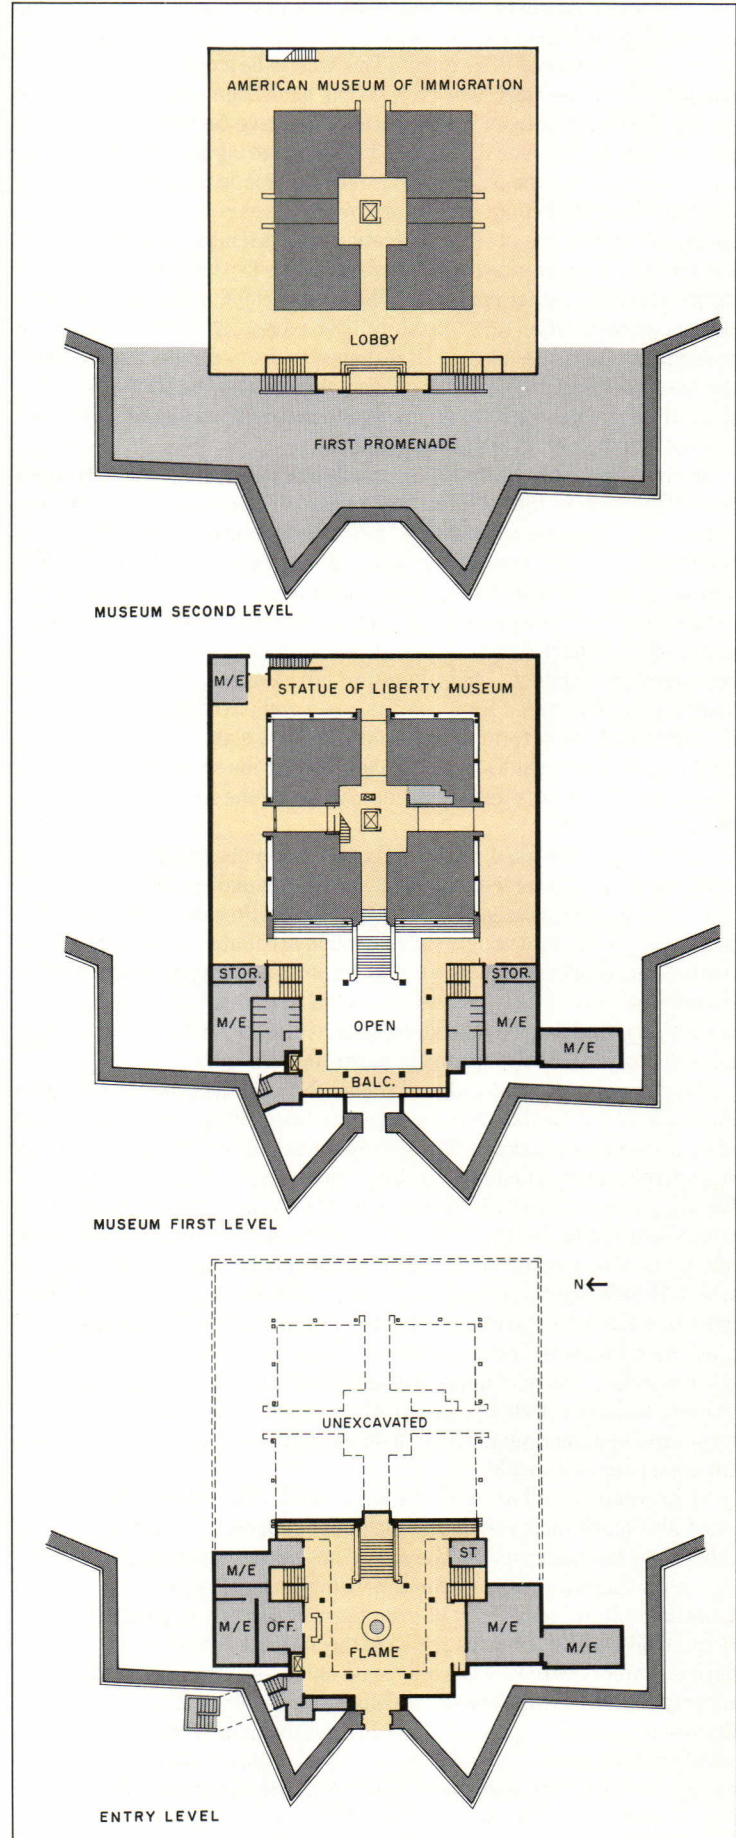 AMERICAN MUSEUM OF IMMIGRATION
LOBBY
FIRST PROMENADE
MUSEUM SECOND LEVEL
M/E
STATUE OF LIBERTY MUSEUM
STOR.
STOR.
M/E
OPEN
M/E
M/E
BALC.
MUSEUM FIRST LEVEL
N
UNEXCAVATED
ST.
M/E
M/E
OFF.
FLAME
M/E
M/E
ENTRY LEVEL